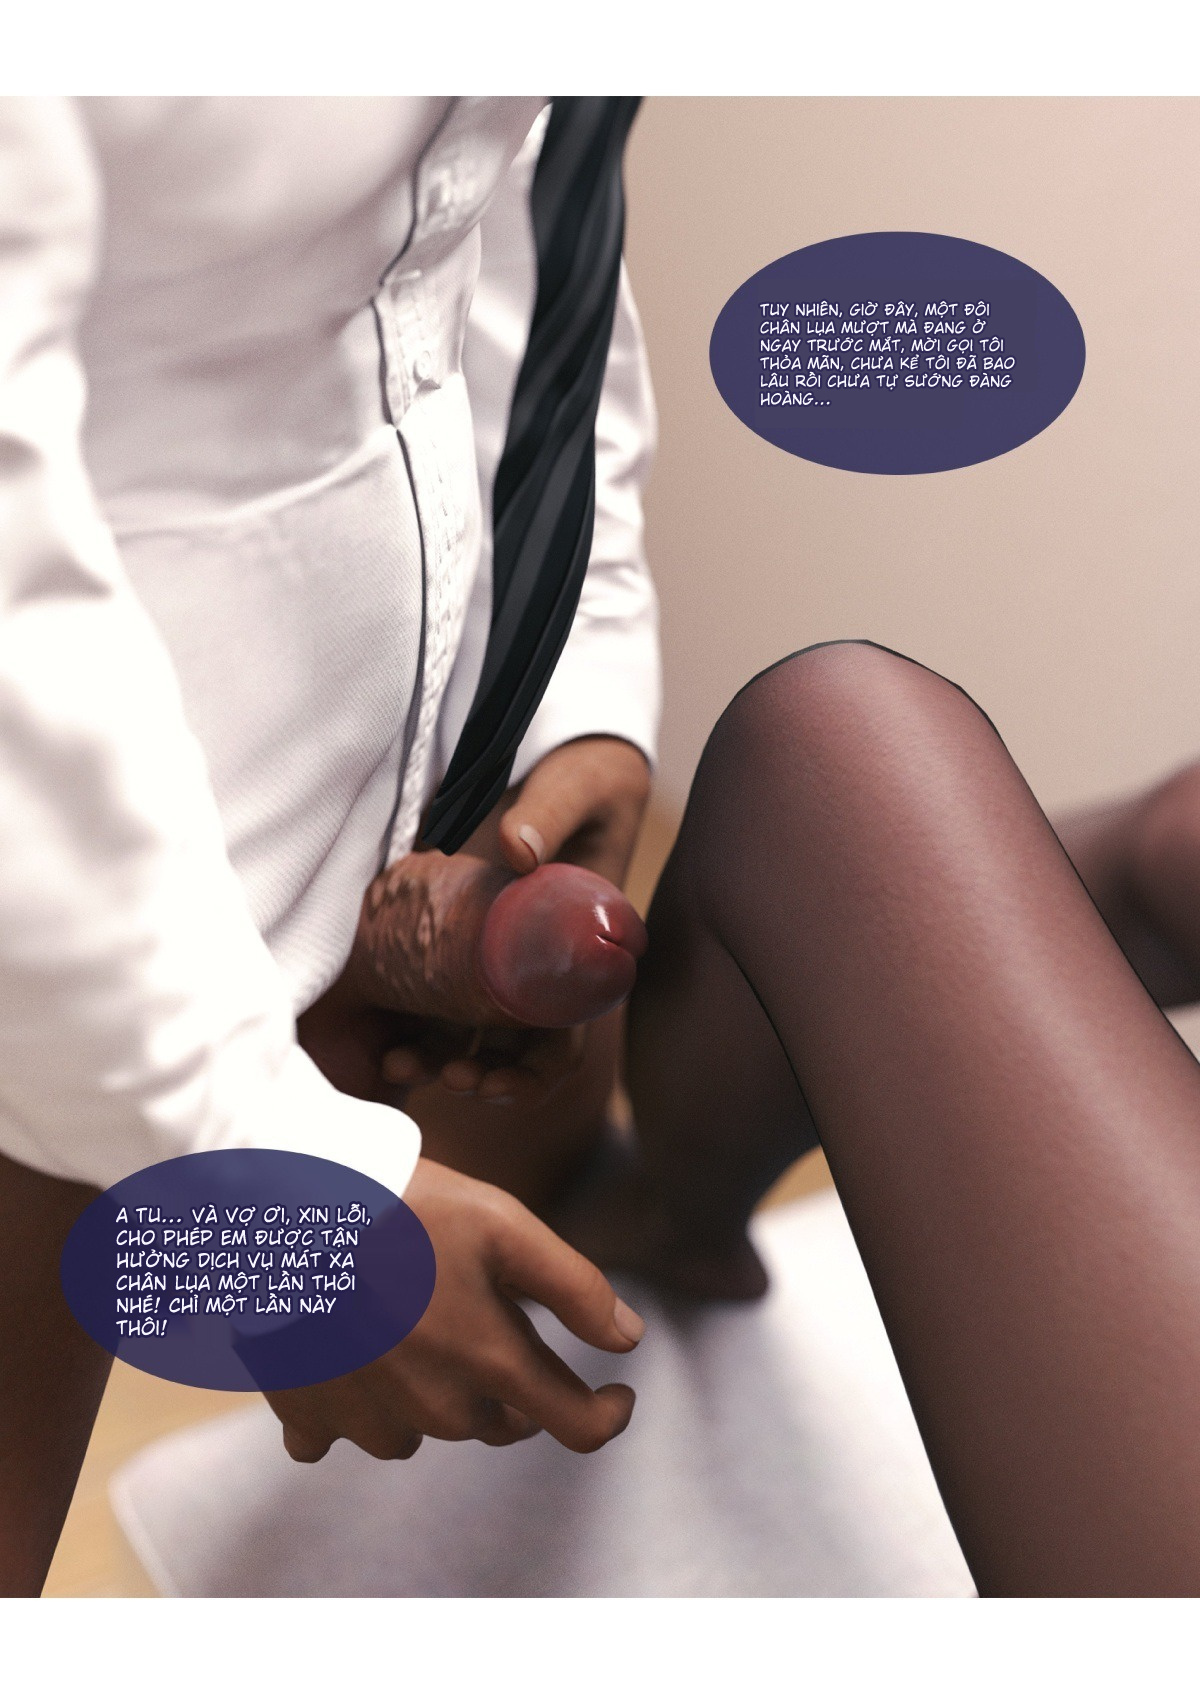 TUY NHIÊN, GIỜ ĐÂY, MỘT ĐÔI
CHÂN LỤA MƯỢT MÀ ĐANG Ở
NGAY TRƯỚC MẮT, MỜI GỌI TÔI
THỎA MÃN, CHƯA KỂ TÔI ĐÃ BAO
LÂU RỒI CHƯA TỰ SƯỚNG ĐÀNG
HOÀNG...
A TU... VÀ VỢ ƠI, XIN LỖI,
CHO PHÉP EM ĐƯỢC TẬN
HƯỞNG DỊCH VỤ MÁT XA
CHÂN LỤA MỘT LẦN THÔI
NHÉ! CHỈ MỘT LẦN NÀY
THÔI!